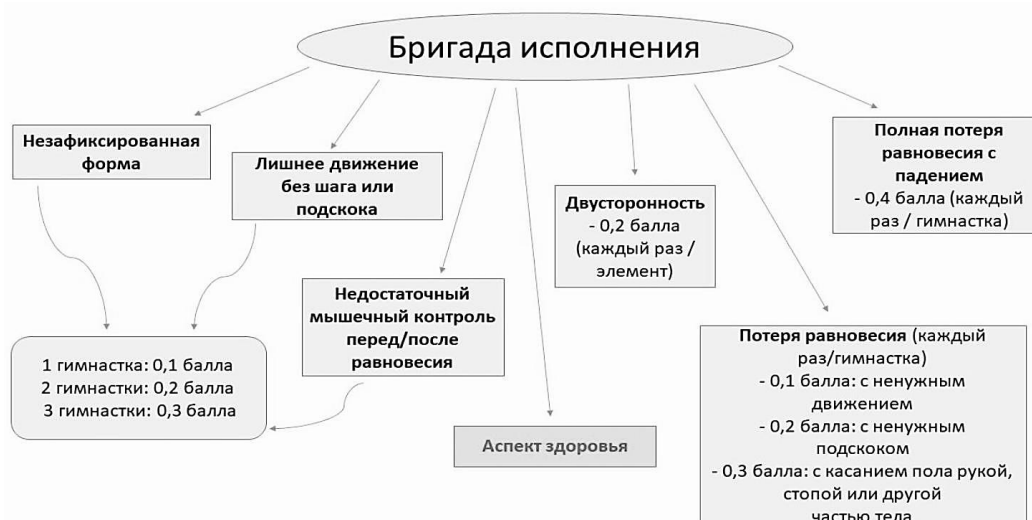 Бригада исполнения
Незафиксированная
форма
Лишнее движение
без шага или
подскока
Недостаточный
мышечный контроль
перед/после
равновесия
1 гимнастка: 0,1 балла
2 гимнастки: 0,2 балла
3 гимнастки: 0,3 балла
Аспект здоровья
Двусторонность
- 0,2 балла
(каждый раз /
элемент)
Полная потеря
равновесия с
падением
- 0,4 балла (каждый
раз / гимнастка)
Потеря равновесия (каждый
раз/гимнастка)
- 0,1 балла: с ненужным
движением
- 0,2 балла: с ненужным
подскоком
- 0,3 балла: с касанием пола рукой,
стопой или другой
частью тела